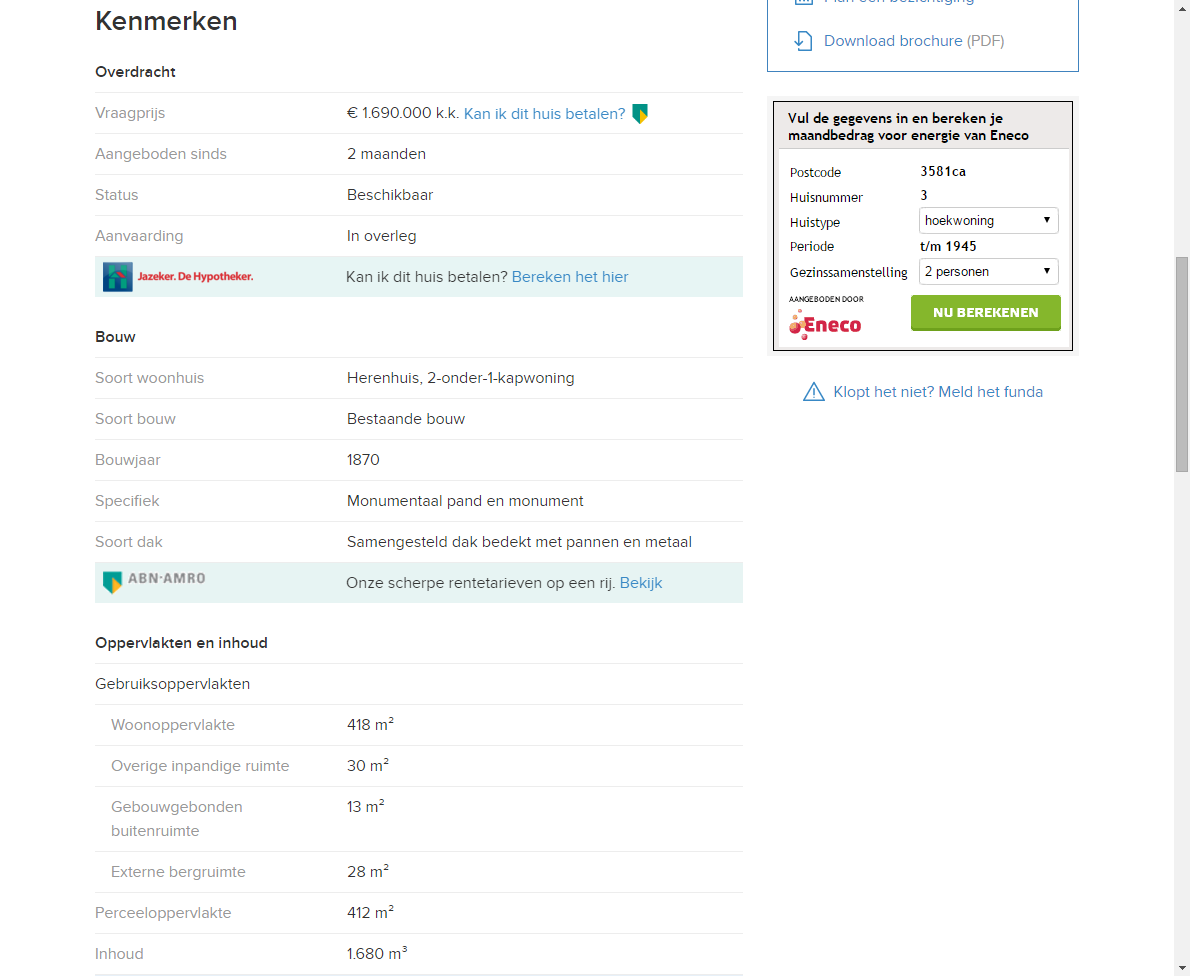 Kenmerken
Overdracht
Vraagprijs € 1.690.000 k.k. Kan ik dit huis betalen?
Aangeboden sinds 2 maanden
Status Beschikbaar
Aanvaarding In overleg
Jazeker. De Hypotheker. Kan ik dit huis betalen? Bereken het hier
Bouw
Soort woonhuis Herenhuis, 2-onder-1-kapwoning
Soort bouw Bestaande bouw
Bouwjaar 1870
Specifiek Monumentaal pand en monument
Soort dak Samengesteld dak bedekt met pannen en metaal
ABN·AMRO Onze scherpe rentetarieven op een rij. Bekijk
Oppervlakten en inhoud
Gebruiksoppervlakten
Woonoppervlakte 418 m²
Overige inpandige ruimte 30 m²
Gebouwgebonden 13 m²
buitenruimte
Externe bergruimte 28 m²
Perceeloppervlakte 412 m²
Inhoud 1.680 m³
Plan een bezichtiging
Download brochure (PDF)
Vul de gegevens in en bereken je
maandbedrag voor energie van Eneco
Postcode 3581ca
Huisnummer 3
Huistype hoekwoning
Periode t/m 1945
Gezinssamenstelling 2 personen
AANGEBODEN DOOR
Eneco
NU BEREKENEN
Klopt het niet? Meld het funda